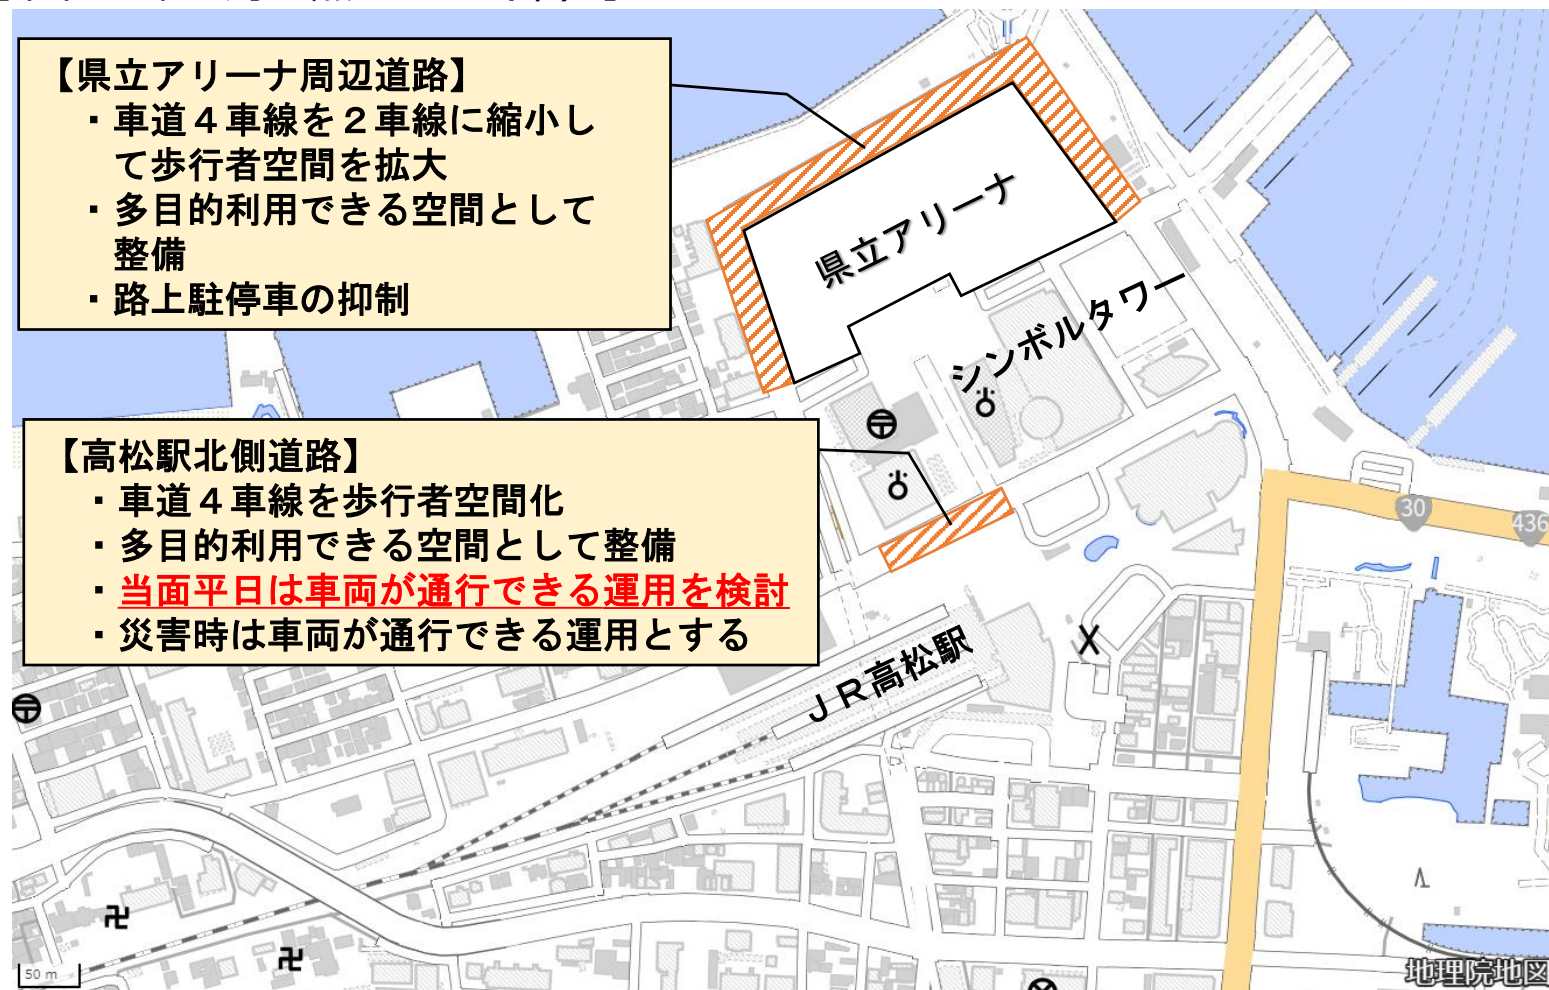 【県立アリーナ周辺道路】
・車道４車線を２車線に縮小し
て歩行者空間を拡大
・多目的利用できる空間として
整備
・路上駐停車の抑制
県立アリーナ
シンボルタワー
【高松駅北側道路】
・車道４車線を歩行者空間化
・多目的利用できる空間として整備
・当面平日は車両が通行できる運用を検討
・災害時は車両が通行できる運用とする
30
436
ＪＲ高松駅
50 m
地理院地図